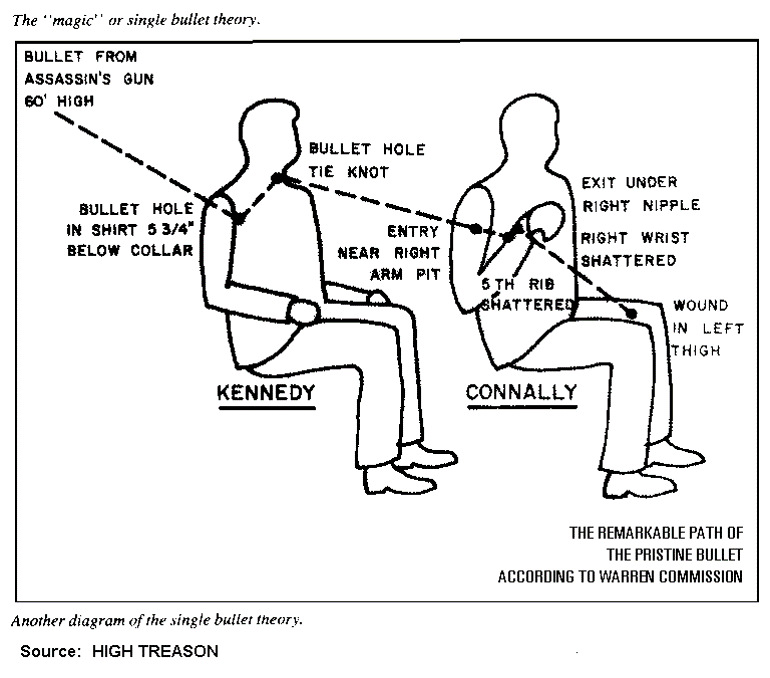 The "magic" or single bullet theory.
BULLET FROM
ASSASSIN'S GUN
60' HIGH
BULLET HOLE
TIE KNOT
BULLET HOLE
IN SHIRT 5 3/4"
BELOW COLLAR
ENTRY
NEAR RIGHT
ARM PIT
EXIT UNDER
RIGHT NIPPLE
RIGHT WRIST
SHATTERED
5TH RIB
SHATTERED
WOUND
IN LEFT
THIGH
KENNEDY
CONNALLY
THE REMARKABLE PATH OF
THE PRISTINE BULLET
ACCORDING TO WARREN COMMISSION
Another diagram of the single bullet theory.
Source: HIGH TREASON